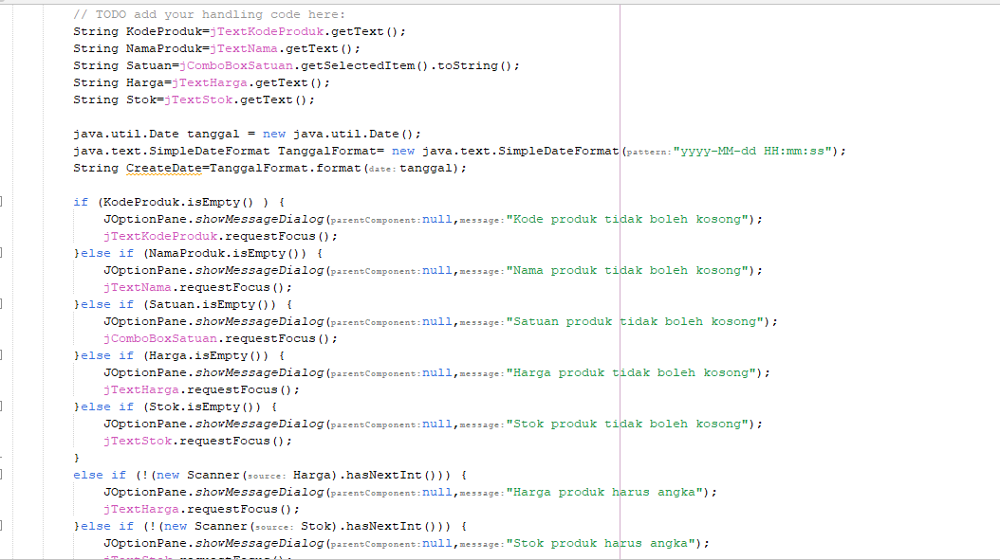 // TODO add your handling code here:
String KodeProduk=jTextKodeProduk.getText();
String NamaProduk=jTextNama.getText();
String Satuan=jComboBoxSatuan.getSelectedItem().toString();
String Harga=jTextHarga.getText();
String Stok=jTextStok.getText();
java.util.Date tanggal = new java.util.Date();
java.text.SimpleDateFormat TanggalFormat= new java.text.SimpleDateFormat(pattern:"yyyy-MM-dd HH:mm:ss");
String CreateDate=TanggalFormat.format(date:tanggal);
if (KodeProduk.isEmpty() ) {
JOptionPane.showMessageDialog(parentComponent:null,message:"Kode produk tidak boleh kosong");
jTextKodeProduk.requestFocus();
}else if (NamaProduk.isEmpty()) {
JOptionPane.showMessageDialog(parentComponent:null,message:"Nama produk tidak boleh kosong");
jTextNama.requestFocus();
}else if (Satuan.isEmpty()) {
JOptionPane.showMessageDialog(parentComponent:null,message:"Satuan produk tidak boleh kosong");
jComboBoxSatuan.requestFocus();
}else if (Harga.isEmpty()) {
JOptionPane.showMessageDialog(parentComponent:null,message:"Harga produk tidak boleh kosong");
jTextHarga.requestFocus();
}else if (Stok.isEmpty()) {
JOptionPane.showMessageDialog(parentComponent:null,message:"Stok produk tidak boleh kosong");
jTextStok.requestFocus();
}
else if (!(new Scanner(source: Harga).hasNextInt())) {
JOptionPane.showMessageDialog(parentComponent:null,message:"Harga produk harus angka");
jTextHarga.requestFocus();
}else if (!(new Scanner(source: Stok).hasNextInt())) {
JOptionPane.showMessageDialog(parentComponent:null,message:"Stok produk harus angka");